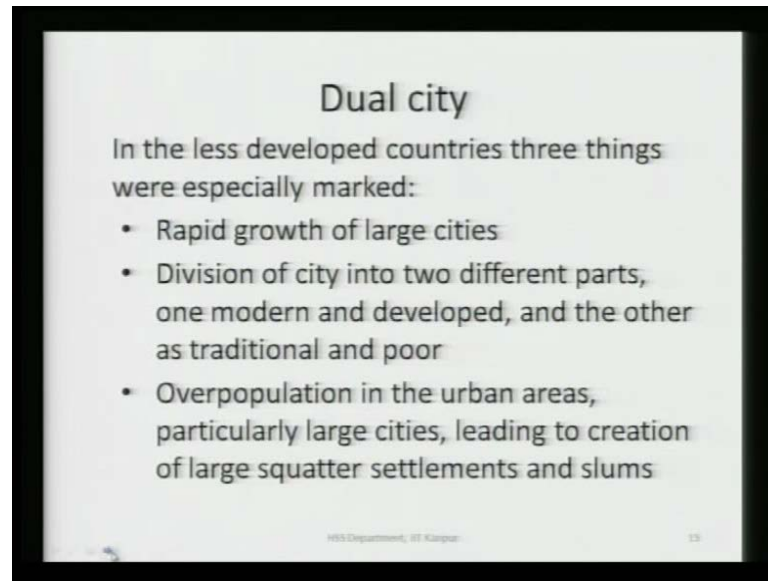 Dual city
In the less developed countries three things
were especially marked:
• Rapid growth of large cities
• Division of city into two different parts,
one modern and developed, and the other
as traditional and poor
• Overpopulation in the urban areas,
particularly large cities, leading to creation
of large squatter settlements and slums
HSS Department, IIT Kanpur